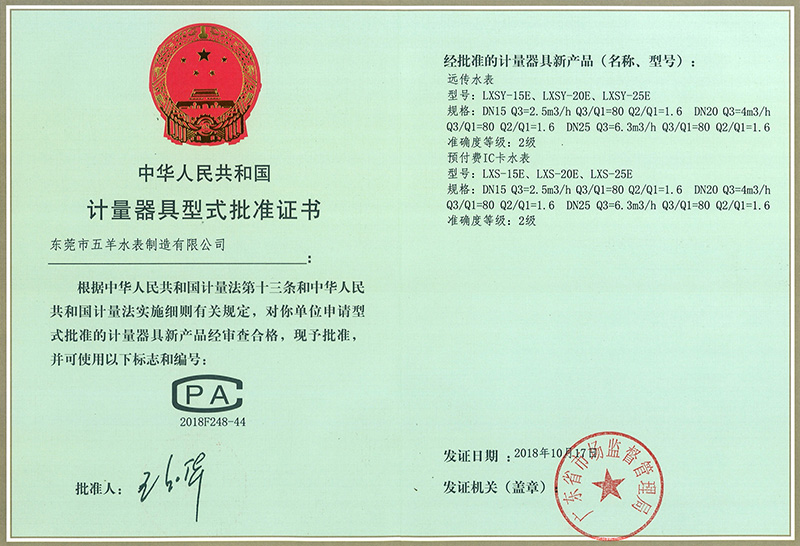 中华人民共和国
计量器具型式批准证书
东莞市五羊水表制造有限公司
：
根据中华人民共和国计量法第十三条和中华人民
共和国计量法实施细则有关规定，对你单位申请型
式批准的计量器具新产品经审查合格，现予批准，
并可使用以下标志和编号：
CPA
2018F248-44
批准人：
经批准的计量器具新产品（名称、型号）：
远传水表
型号：LXSY-15E、LXSY-20E、LXSY-25E
规格：DN15 Q3=2.5m3/h Q3/Q1=80 Q2/Q1=1.6 DN20 Q3=4m3/h
Q3/Q1=80 Q2/Q1=1.6 DN25 Q3=6.3m3/h Q3/Q1=80 Q2/Q1=1.6
准确度等级：2级
预付费IC卡水表
型号：LXS-15E、LXS-20E、LXS-25E
规格：DN15 Q3=2.5m3/h Q3/Q1=80 Q2/Q1=1.6 DN20 Q3=4m3/h
Q3/Q1=80 Q2/Q1=1.6 DN25 Q3=6.3m3/h Q3/Q1=80 Q2/Q1=1.6
准确度等级：2级
发证日期：2018年10月17日
发证机关（盖章）：
广东省市场监督管理局